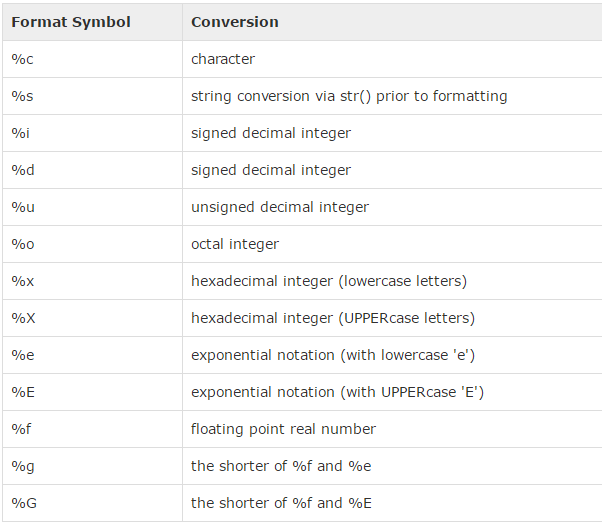 Format Symbol Conversion
%c character
%s string conversion via str() prior to formatting
%i signed decimal integer
%d signed decimal integer
%u unsigned decimal integer
%o octal integer
%x hexadecimal integer (lowercase letters)
%X hexadecimal integer (UPPERcase letters)
%e exponential notation (with lowercase 'e')
%E exponential notation (with UPPERcase 'E')
%f floating point real number
%g the shorter of %f and %e
%G the shorter of %f and %E